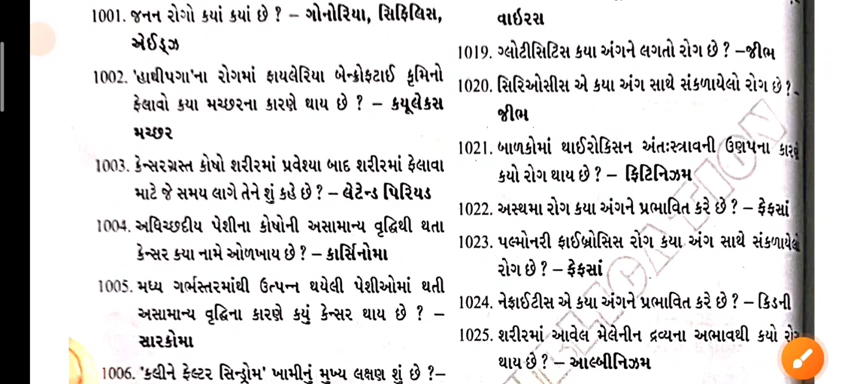 1001. જનન રોગો કયાં કયાં છે ? – ગોનોરિયા, સિફિલિસ,
એઈડ્ઝ
1002. 'હાથીપગા'ના રોગમાં ફાયલેરિયા બેન્ક્રોફ્ટાઈ કૃમિનો
ફેલાવો કયા મચ્છરના કારણે થાય છે ? – ક્યૂલેકસ
મચ્છર
1003. કેન્સરગ્રસ્ત કોષો શરીરમાં પ્રવેશ્યા બાદ શરીરમાં ફેલાવા
માટે જે સમય લાગે તેને શું કહે છે ? – લેટેન્ડ પિરિયડ
1004. અધિચ્છદીય પેશીના કોષોની અસામાન્ય વૃદ્ધિથી થતા
કેન્સર કયા નામે ઓળખાય છે ? – કાર્સિનોમા
1005. મધ્ય ગર્ભસ્તરમાંથી ઉત્પન્ન થયેલી પેશીઓમાં થતી
અસામાન્ય વૃદ્ધિના કારણે કયું કેન્સર થાય છે ? –
સારકોમા
1006. 'કલીને ફેલ્ટર સિન્ડ્રોમ' ખામીનું મુખ્ય લક્ષણ શું છે ?–
વાઇરસ
1019. ગ્લોટીસિટિસ કયા અંગને લગતો રોગ છે ? –જીભ
1020. સિરિઓસીસ એ કયા અંગ સાથે સંકળાયેલો રોગ છે ? –
જીભ
1021. બાળકોમાં થાઈરોકિસન અંતઃસ્ત્રાવની ઉણપના કારણે
કયો રોગ થાય છે ? – ક્રિટિનિઝમ
1022. અસ્થમા રોગ કયા અંગને પ્રભાવિત કરે છે ? – ફેફસાં
1023. પલ્મોનરી ફાઈબ્રોસિસ રોગ કયા અંગ સાથે સંકળાયેલો
રોગ છે ? – ફેફસાં
1024. નેફ્રાઈટીસ એ કયા અંગને પ્રભાવિત કરે છે ? – કિડની
1025. શરીરમાં આવેલ મેલેનીન દ્રવ્યના અભાવથી કયો રોગ
થાય છે ? – આલ્બીનિઝમ